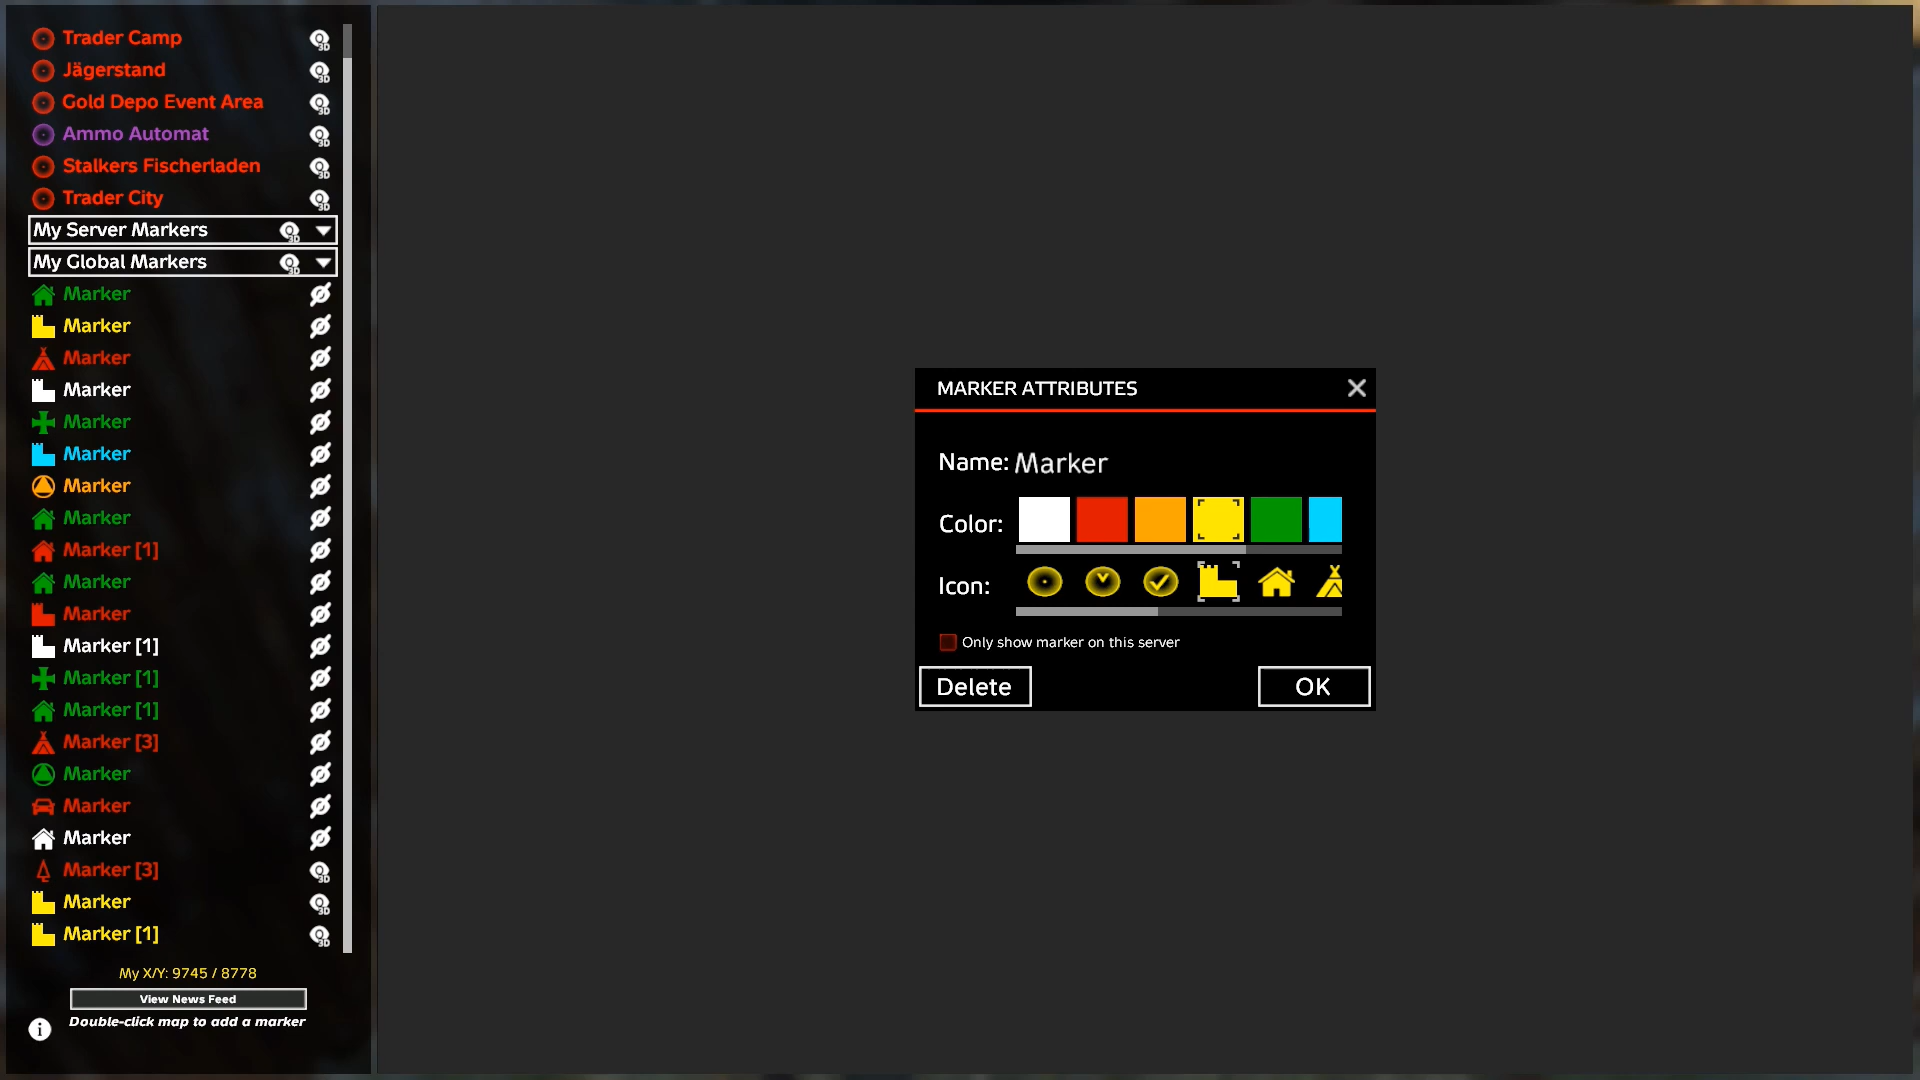 Trader Camp
Jägerstand
Gold Depo Event Area
Ammo Automat
Stalkers Fischerladen
Trader City
My Server Markers
My Global Markers
Marker
Marker
Marker
Marker
Marker
Marker
Marker
Marker
Marker [1]
Marker
Marker
Marker [1]
Marker [1]
Marker [1]
Marker [3]
Marker
Marker
Marker
Marker [3]
Marker
Marker [1]
My X/Y: 9745 / 8778
View News Feed
Double-click map to add a marker
MARKER ATTRIBUTES
Name: Marker
Color:
Icon:
Only show marker on this server
Delete
OK